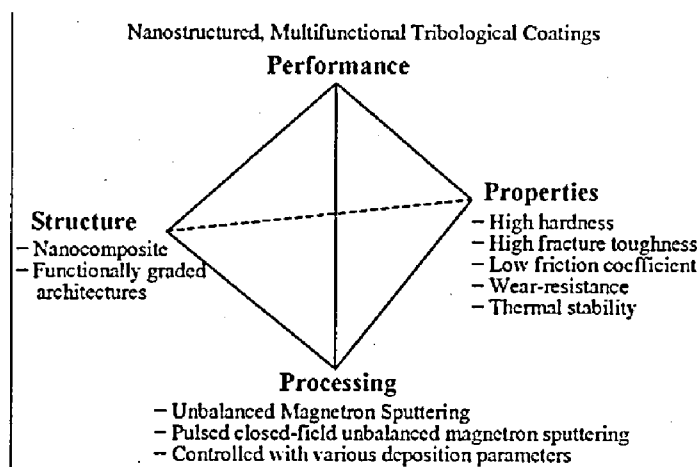 Nanostructured, Multifunctional Tribological Coatings
Performance
Structure
– Nanocomposite
– Functionally graded
architectures
Properties
– High hardness
– High fracture toughness
– Low friction coefficient
– Wear-resistance
– Thermal stability
Processing
– Unbalanced Magnetron Sputtering
– Pulsed closed-field unbalanced magnetron sputtering
– Controlled with various deposition parameters